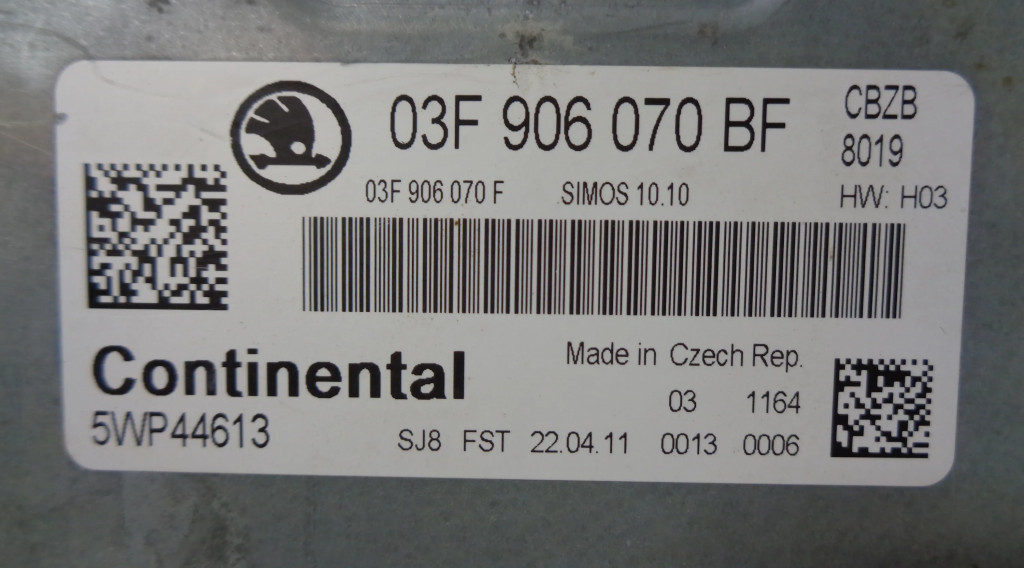 03F 906 070 BF
CBZB
8019
03F 906 070 F SIMOS 10.10 HW: H03
Continental
5WP44613
Made in Czech Rep.
03 1164
SJ8 FST 22.04.11 0013 0006